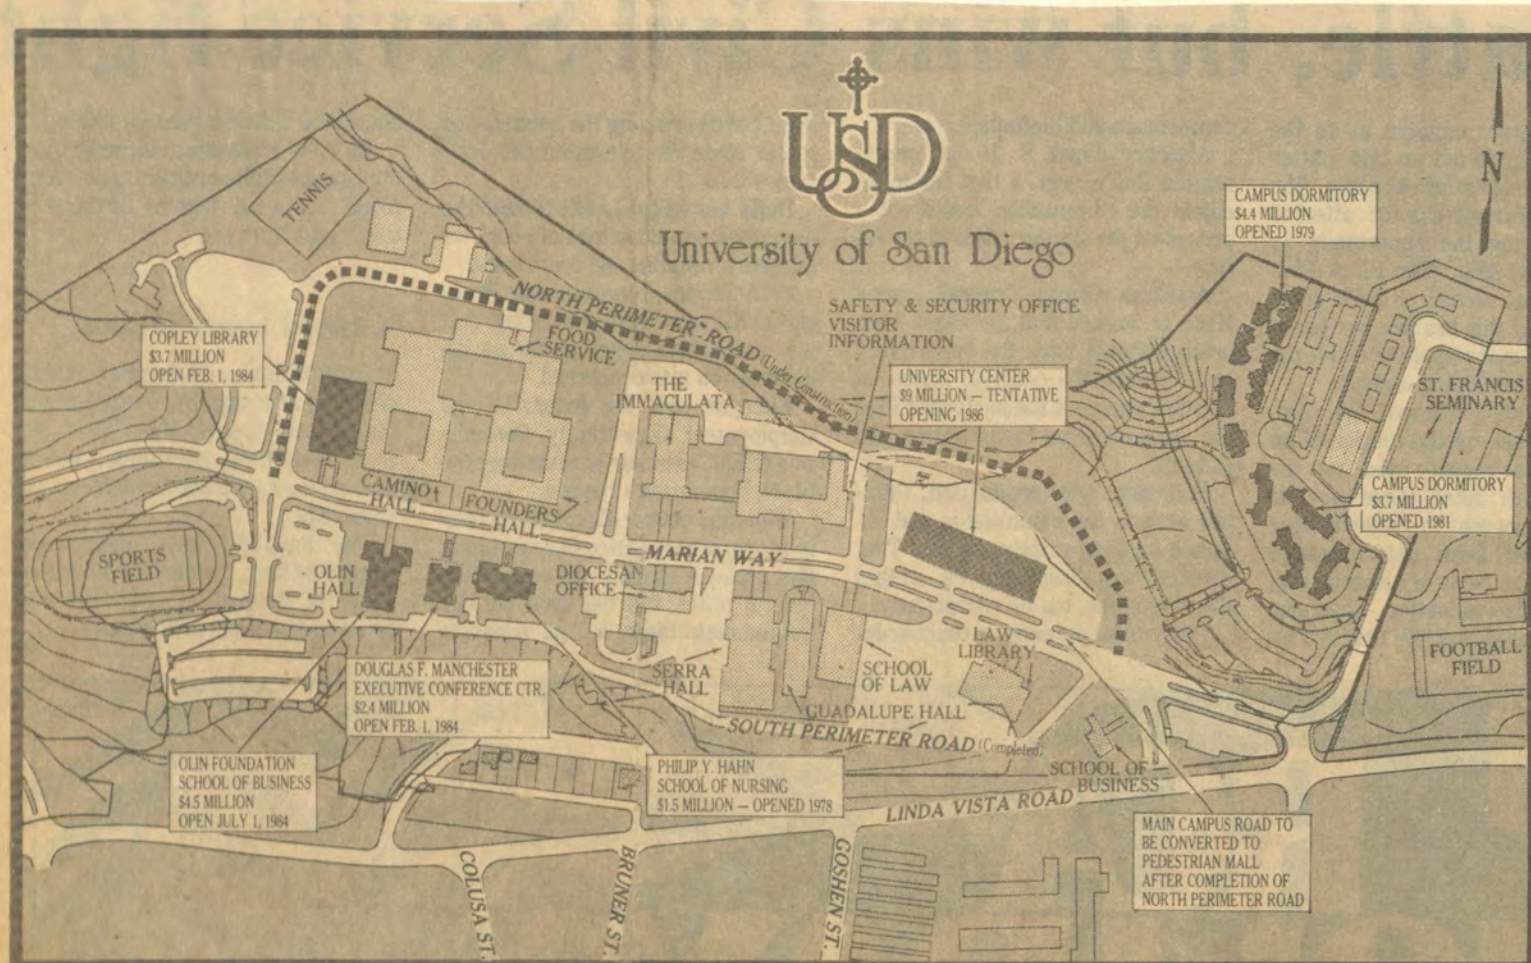 USD
University of San Diego
N
CAMPUS DORMITORY
$4.4 MILLION
OPENED 1979
TENNIS
NORTH PERIMETER ROAD (Under Construction)
SAFETY & SECURITY OFFICE
VISITOR
INFORMATION
COPLEY LIBRARY
$3.7 MILLION
OPEN FEB. 1, 1984
FOOD
SERVICE
THE
IMMACULATA
UNIVERSITY CENTER
$9 MILLION — TENTATIVE
OPENING 1986
ST. FRANCIS
SEMINARY
CAMINO
HALL
FOUNDERS
HALL
CAMPUS DORMITORY
$3.7 MILLION
OPENED 1981
SPORTS
FIELD
OLIN
HALL
MARIAN WAY
DIOCESAN
OFFICE
LAW
LIBRARY
FOOTBALL
FIELD
DOUGLAS F. MANCHESTER
EXECUTIVE CONFERENCE CTR.
$2.4 MILLION
OPEN FEB. 1, 1984
SERRA
HALL
SCHOOL
OF LAW
GUADALUPE HALL
SOUTH PERIMETER ROAD (Completed)
OLIN FOUNDATION
SCHOOL OF BUSINESS
$4.5 MILLION
OPEN JULY 1, 1984
PHILIP Y. HAHN
SCHOOL OF NURSING
$1.5 MILLION — OPENED 1978
SCHOOL OF
BUSINESS
LINDA VISTA ROAD
MAIN CAMPUS ROAD TO
BE CONVERTED TO
PEDESTRIAN MALL
AFTER COMPLETION OF
NORTH PERIMETER ROAD
COLUSA ST.
BRUNER ST.
GOSHEN ST.